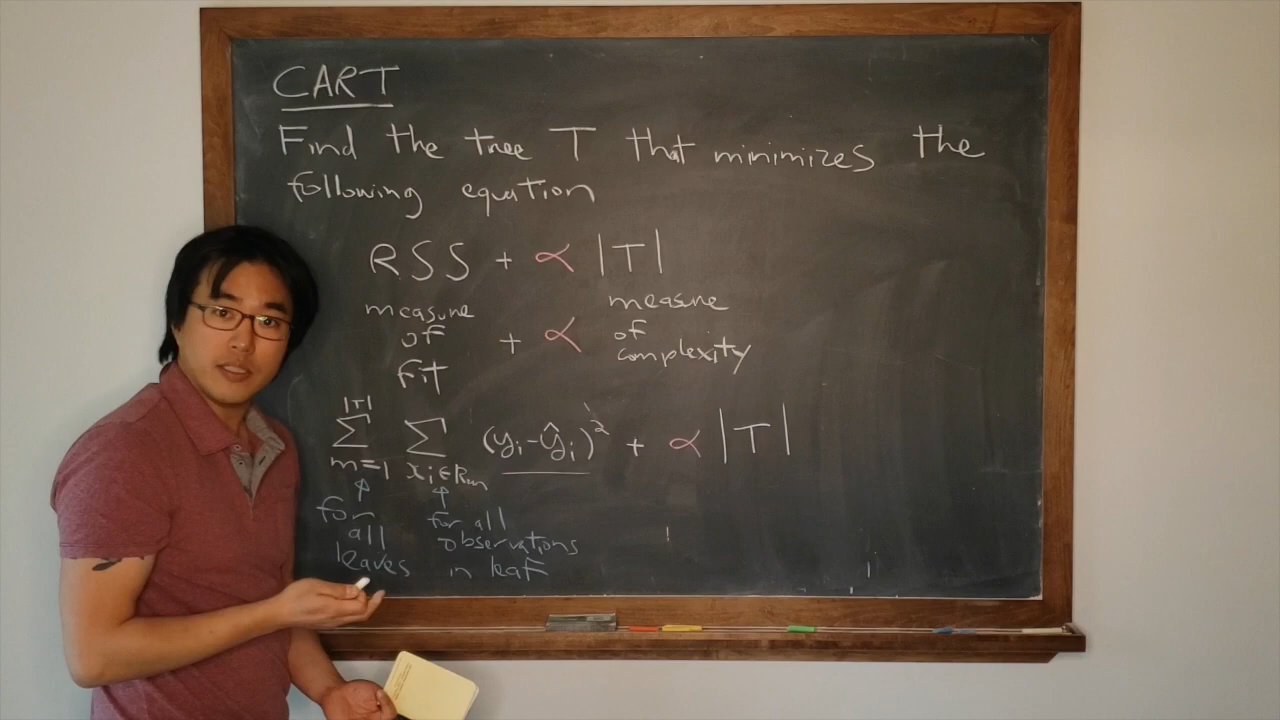 CART
Find the tree T that minimizes the
following equation
RSS + α |T|
measure of fit + α measure of complexity
|T| ∑ m=1 ∑ xᵢ∈Rₘ (yᵢ-ŷᵢ)² + α |T|
for all leaves
for all observations in leaf